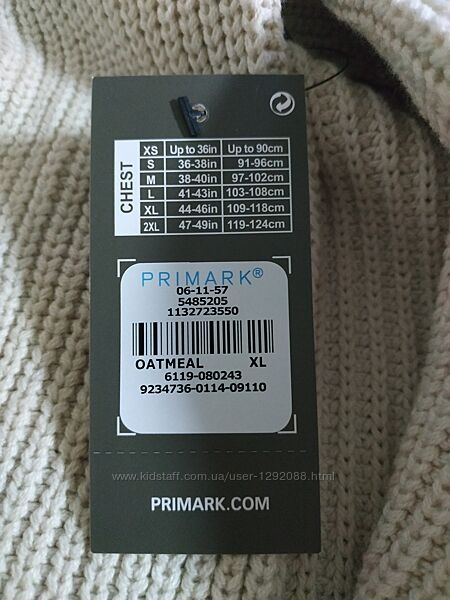 CHEST
XS Up to 36in Up to 90cm
S 36-38in 91-96cm
M 38-40in 97-102cm
L 41-43in 103-108cm
XL 44-46in 109-118cm
2XL 47-49in 119-124cm
PRIMARK®
06-11-57
5485205
1132723550
OATMEAL XL
6119-080243
9234736-0114-09110
www.kidstaff.com.ua/user-1292088.html
PRIMARK.COM